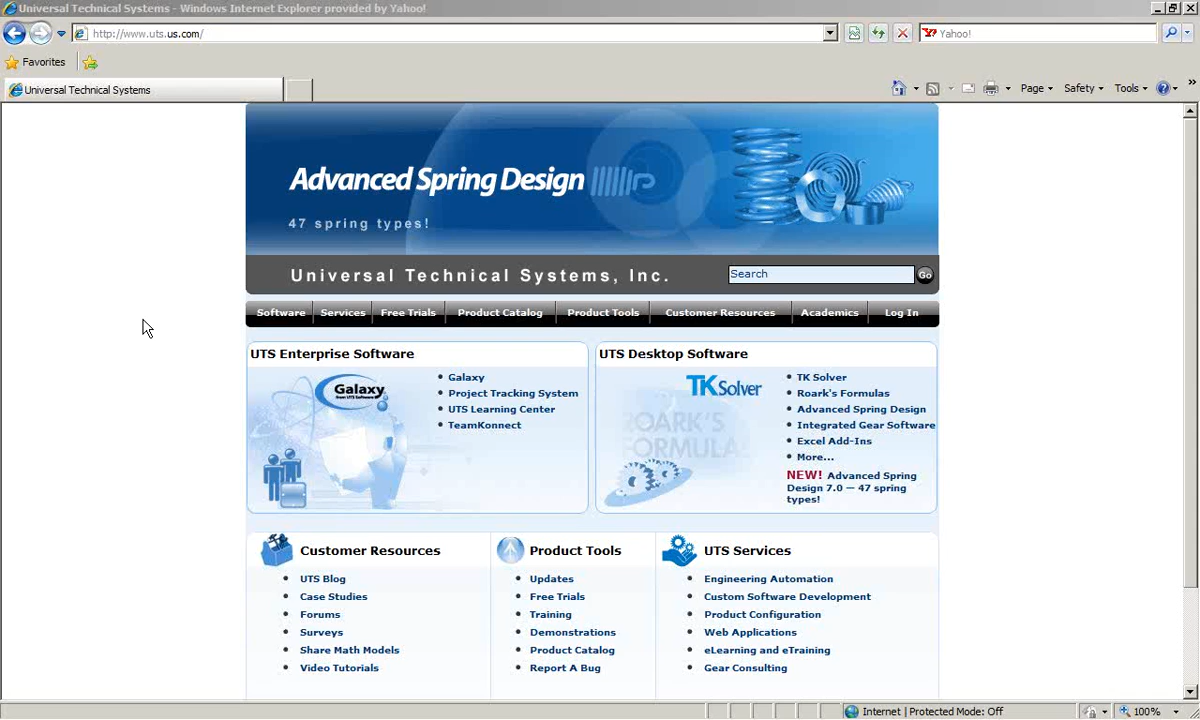 Universal Technical Systems - Windows Internet Explorer provided by Yahoo!
http://www.uts.us.com/
Yahoo!
Favorites
Universal Technical Systems
Page
Safety
Tools
»
Advanced Spring Design
47 spring types!
Universal Technical Systems, Inc.
Search
Go
Software
Services
Free Trials
Product Catalog
Product Tools
Customer Resources
Academics
Log In
UTS Enterprise Software
Galaxy
from UTS Software
• Galaxy
• Project Tracking System
• UTS Learning Center
• TeamKonnect
UTS Desktop Software
TK Solver
ROARK'S
FORMULAS
• TK Solver
• Roark's Formulas
• Advanced Spring Design
• Integrated Gear Software
• Excel Add-Ins
• More...
NEW! Advanced Spring
Design 7.0 — 47 spring
types!
Customer Resources
• UTS Blog
• Case Studies
• Forums
• Surveys
• Share Math Models
• Video Tutorials
Product Tools
• Updates
• Free Trials
• Training
• Demonstrations
• Product Catalog
• Report A Bug
UTS Services
• Engineering Automation
• Custom Software Development
• Product Configuration
• Web Applications
• eLearning and eTraining
• Gear Consulting
Internet | Protected Mode: Off
100%